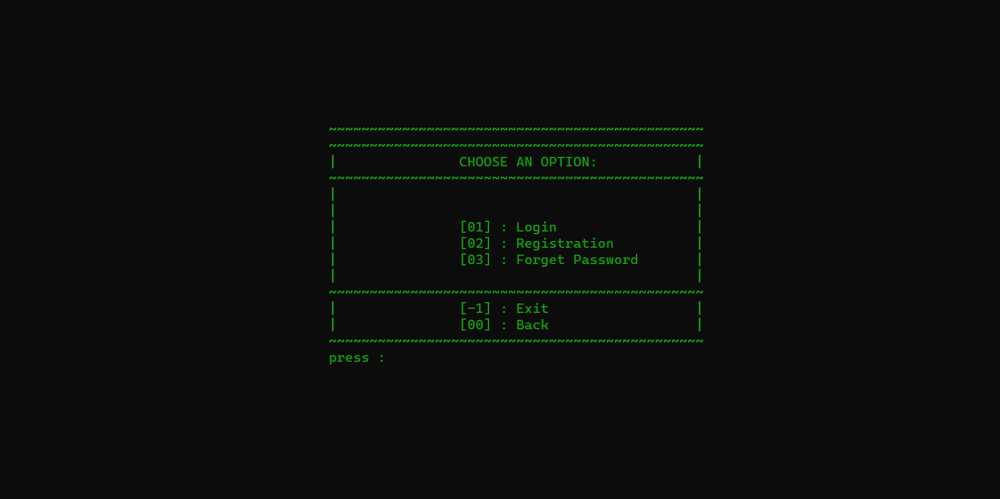 ~~~~~~~~~~~~~~~~~~~~~~~~~~~~~~~~~~~~~~~~~~~~~~
~~~~~~~~~~~~~~~~~~~~~~~~~~~~~~~~~~~~~~~~~~~~~~
|               CHOOSE AN OPTION:            |
~~~~~~~~~~~~~~~~~~~~~~~~~~~~~~~~~~~~~~~~~~~~~~
|                                            |
|                                            |
|               [01] : Login                 |
|               [02] : Registration          |
|               [03] : Forget Password       |
|                                            |
~~~~~~~~~~~~~~~~~~~~~~~~~~~~~~~~~~~~~~~~~~~~~~
|               [-1] : Exit                  |
|               [00] : Back                  |
~~~~~~~~~~~~~~~~~~~~~~~~~~~~~~~~~~~~~~~~~~~~~~
press :